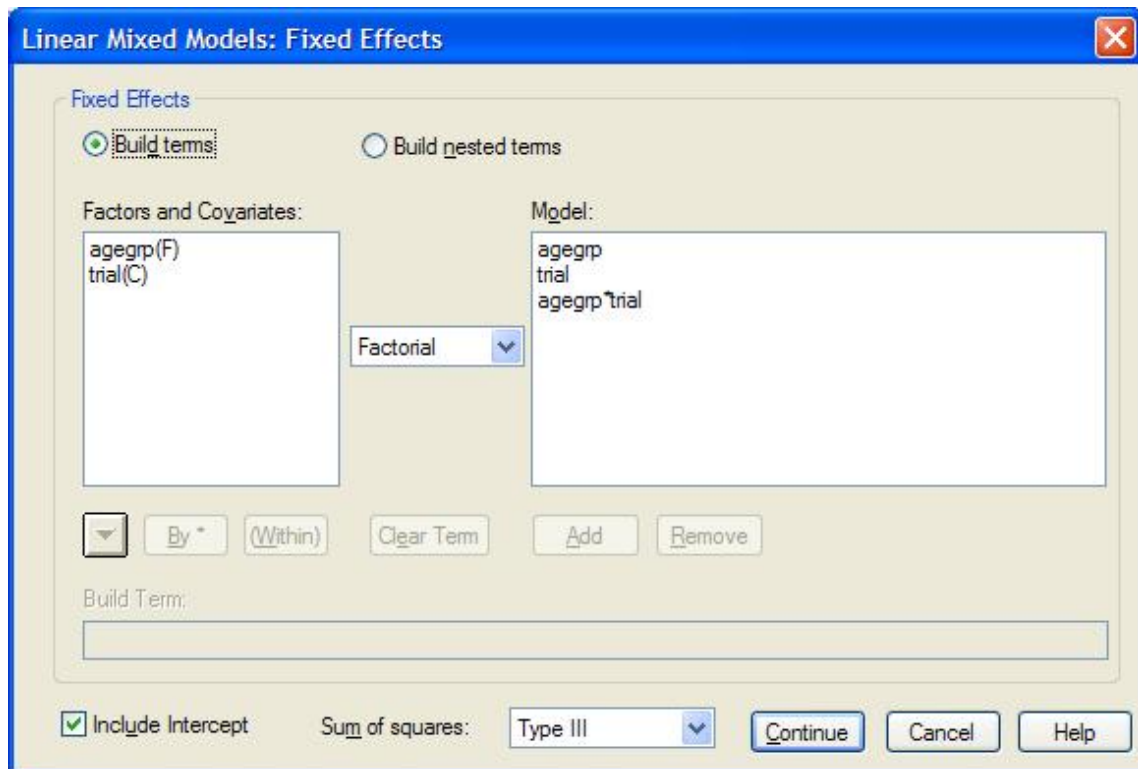 Linear Mixed Models: Fixed Effects
Fixed Effects
Build terms
Build nested terms
Factors and Covariates:
Model:
agegrp(F)
trial(C)
agegrp
trial
agegrp*trial
Factorial
By *
(Within)
Clear Term
Add
Remove
Build Term:
Include Intercept
Sum of squares:
Type III
Continue
Cancel
Help